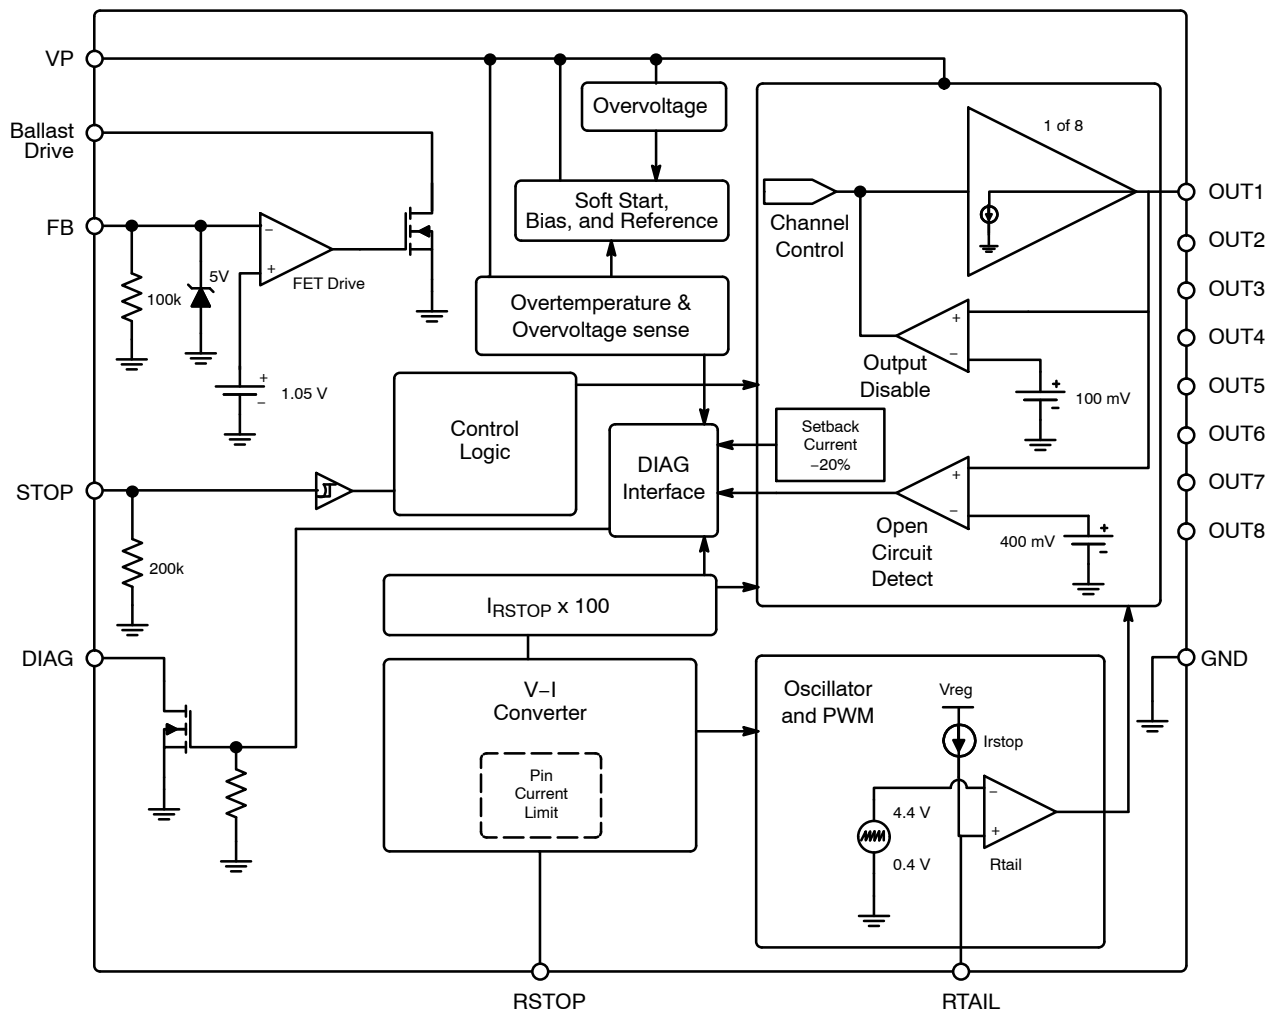 VP
Overvoltage
1 of 8
Ballast
Drive
OUT1
Soft Start,
Bias, and Reference
Channel
Control
FB
−
+
FET Drive
OUT2
5V
100k
OUT3
Overtemperature &
Overvoltage sense
+
−
OUT4
Output
Disable
+
−
100 mV
OUT5
+
−
1.05 V
Control
Logic
Setback
Current
−20%
OUT6
DIAG
Interface
+
−
OUT7
STOP
Open
Circuit
Detect
+
−
400 mV
OUT8
200k
IRSTOP x 100
DIAG
GND
V−I
Converter
Oscillator
and PWM
Vreg
Irstop
Pin
Current
Limit
4.4 V
0.4 V
−
+
Rtail
RSTOP
RTAIL